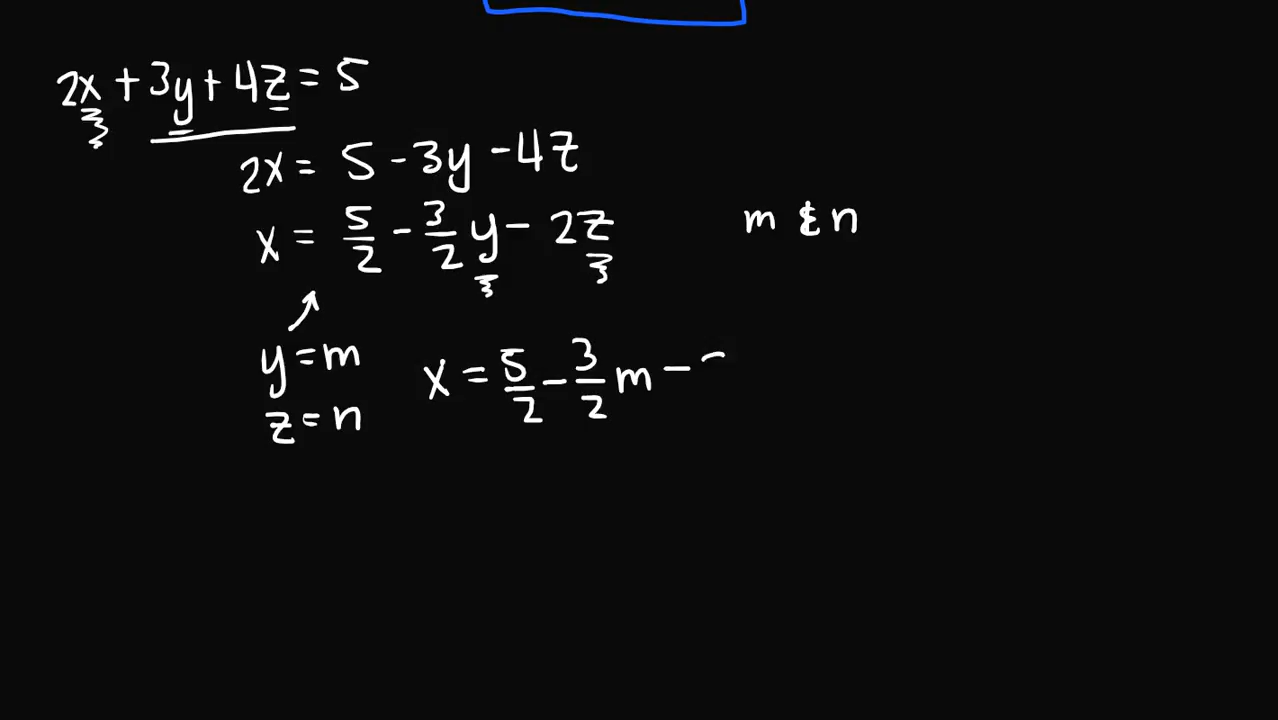 2x + 3y + 4z = 5
2x = 5 - 3y - 4z
x = 5/2 - 3/2 y - 2z
m & n
y = m
z = n
x = 5/2 - 3/2 m -